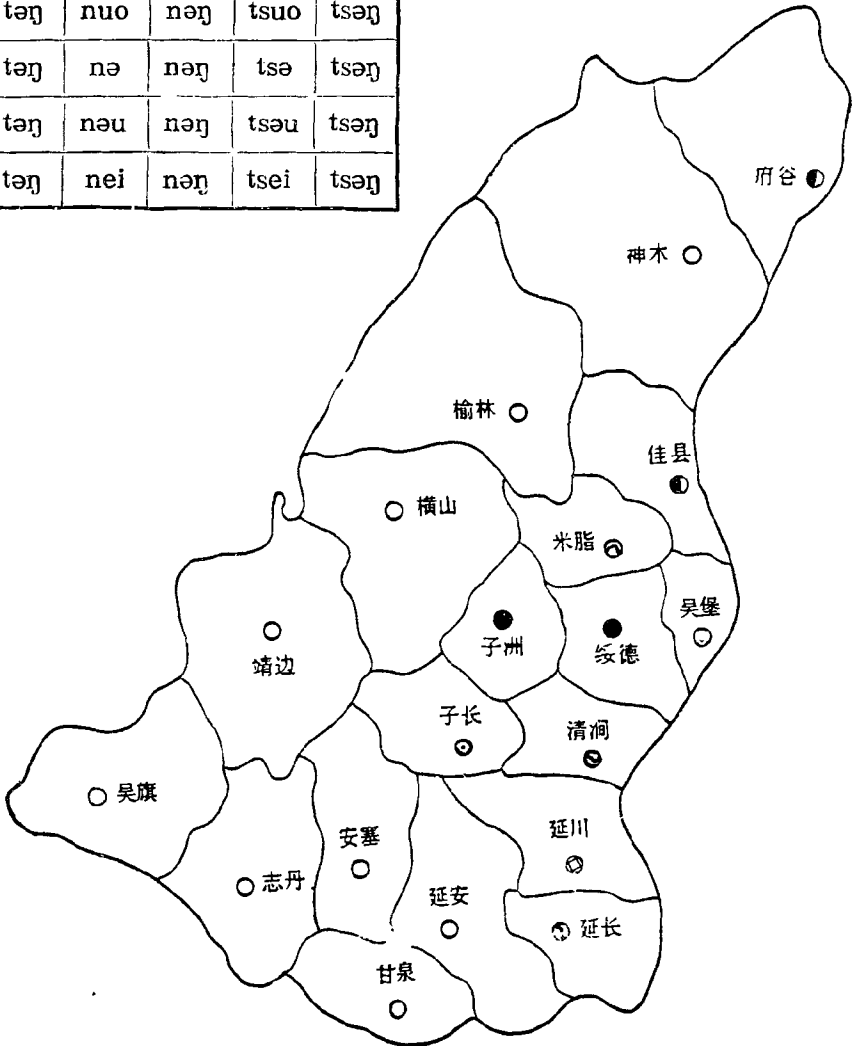 təŋ nuo nəŋ tsuo tsəŋ
təŋ nə nəŋ tsə tsəŋ
təŋ nəu nəŋ tsəu tsəŋ
təŋ nei nəŋ tsei tsəŋ
府谷
神木
榆林
佳县
横山
米脂
吴堡
子洲
绥德
靖边
子长
清涧
吴旗
延川
安塞
志丹
延安
延长
甘泉